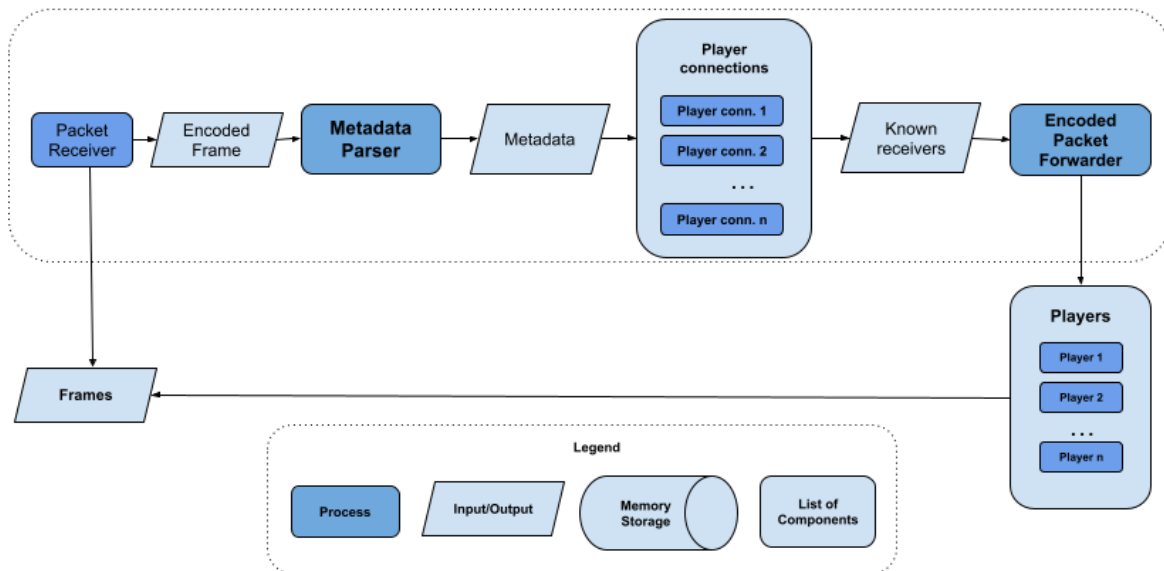 Packet
Receiver
Encoded
Frame
Metadada
Parser
Metadata
Player
connections
Player conn. 1
Player conn. 2
...
Player conn. n
Known
receivers
Encoded
Packet
Forwarder
Players
Player 1
Player 2
...
Player n
Frames
Legend
Process
Input/Output
Memory
Storage
List of
Components